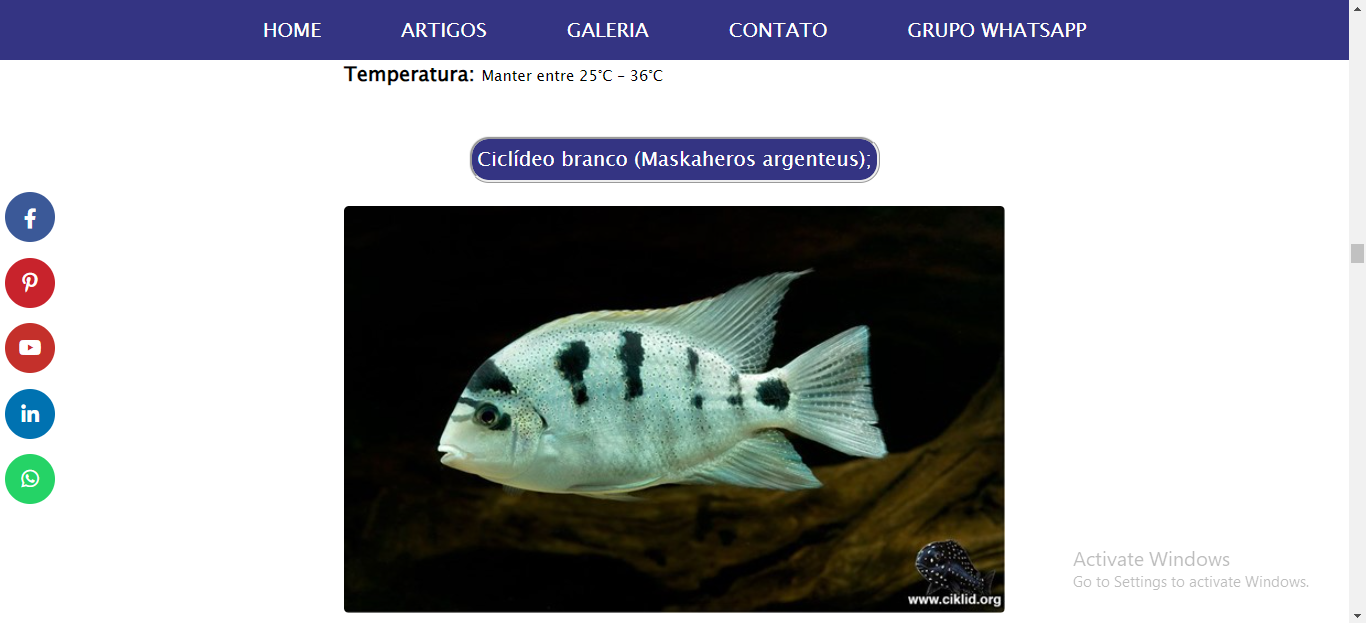 HOME ARTIGOS GALERIA CONTATO GRUPO WHATSAPP
Temperatura: Manter entre 25°C – 36°C
Ciclídeo branco (Maskaheros argenteus);
www.ciklid.org
Activate Windows
Go to Settings to activate Windows.